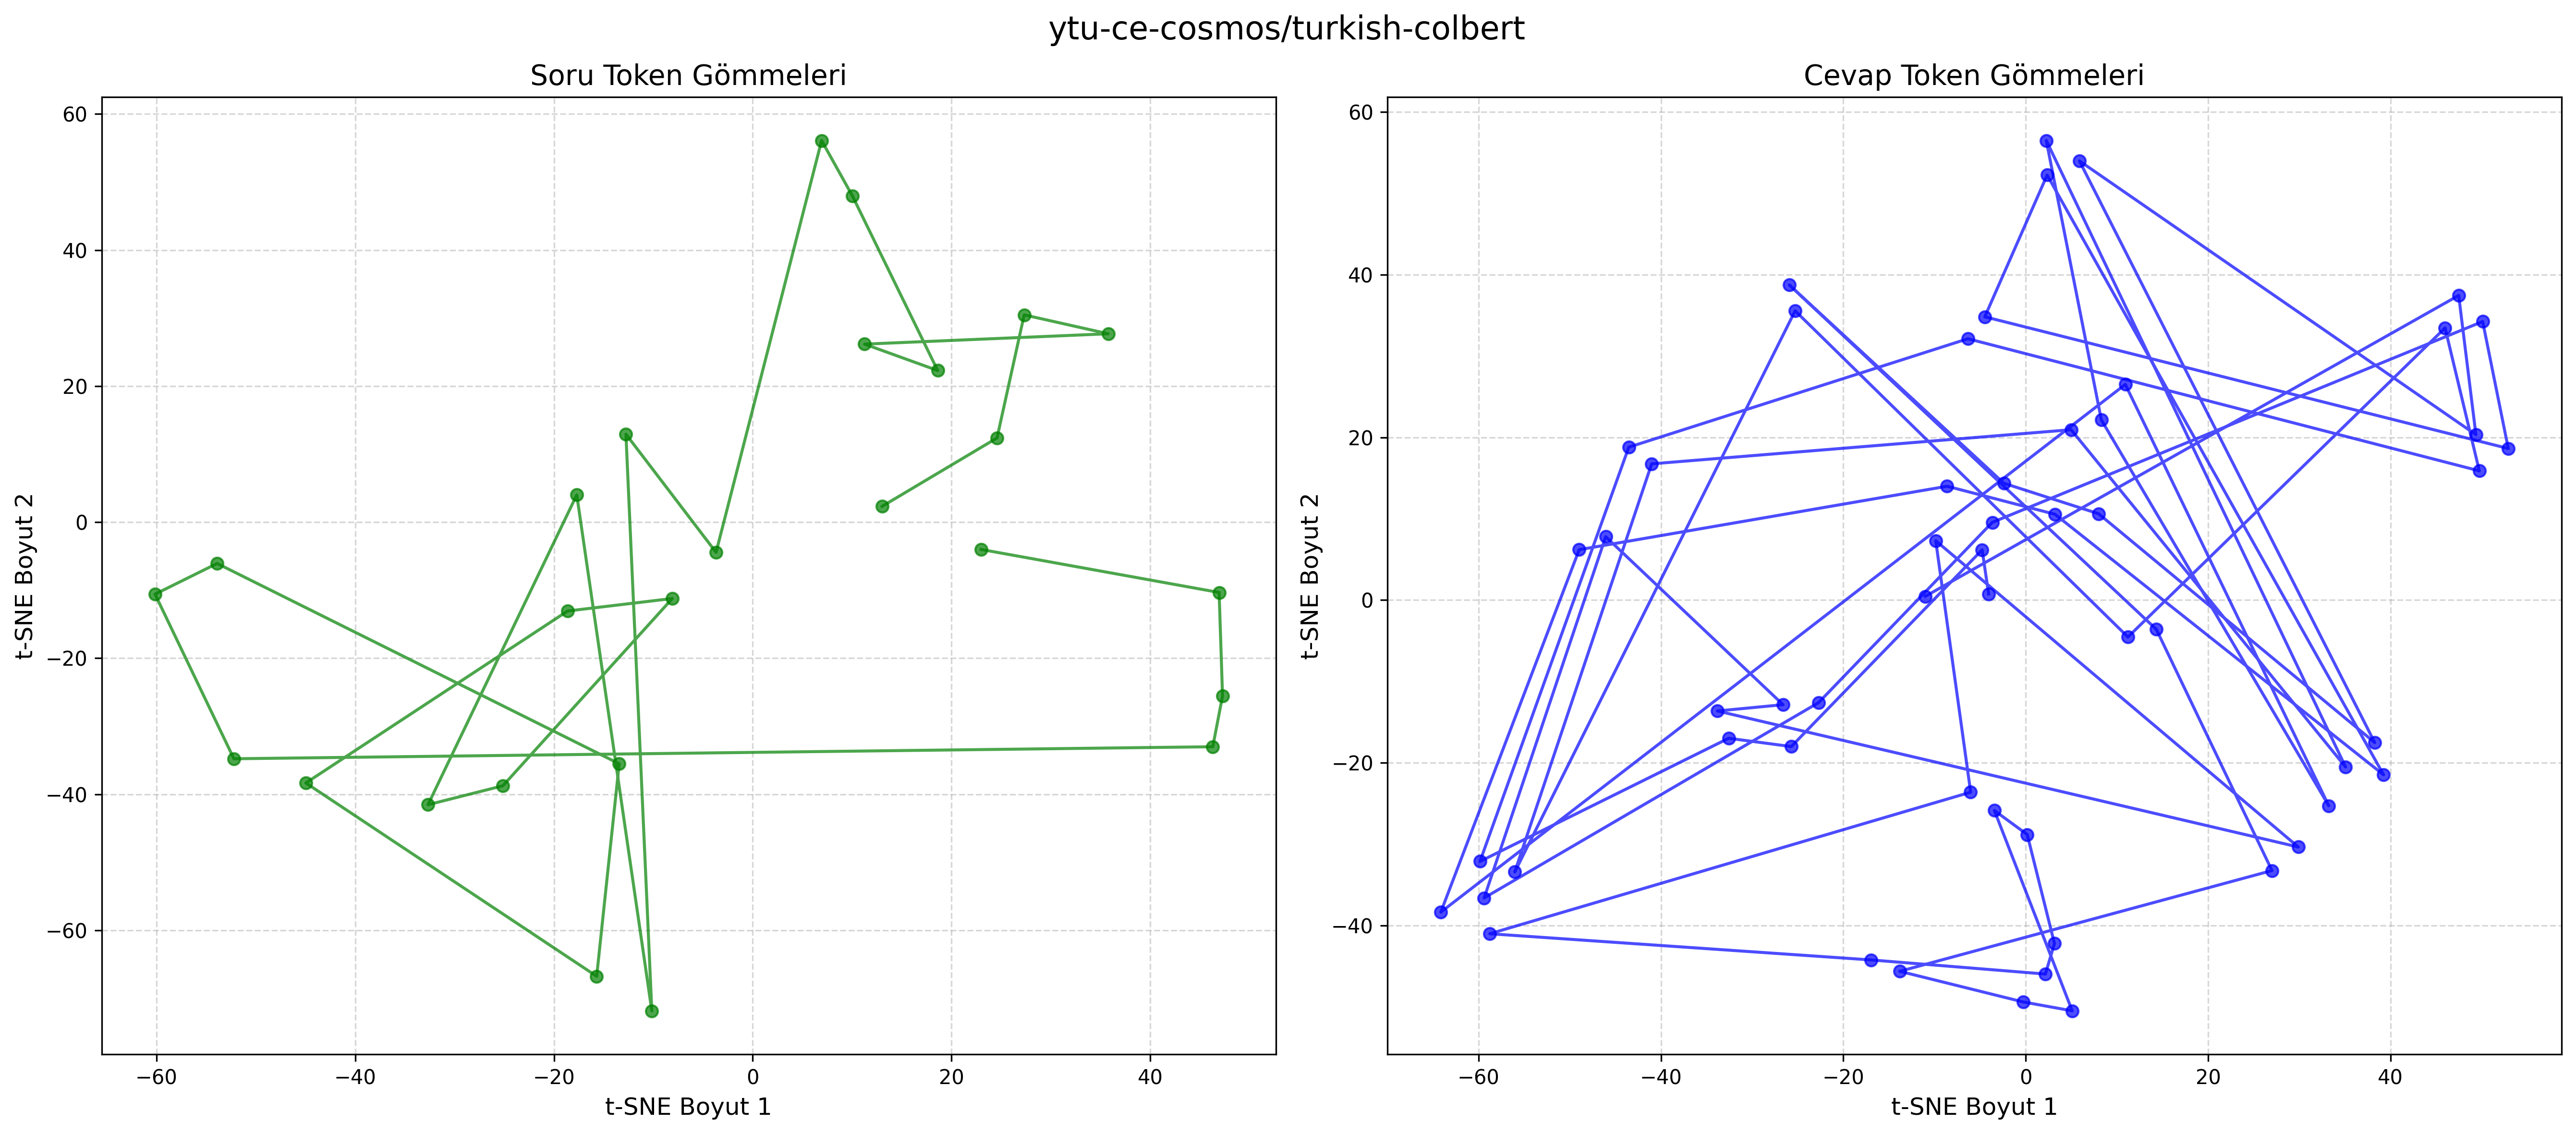 ytu-ce-cosmos/turkish-colbert
Soru Token Gömmeleri
60
40
20
0
−20
−40
−60
t-SNE Boyut 2
−60 −40 −20 0 20 40
t-SNE Boyut 1
Cevap Token Gömmeleri
60
40
20
0
−20
−40
t-SNE Boyut 2
−60 −40 −20 0 20 40
t-SNE Boyut 1